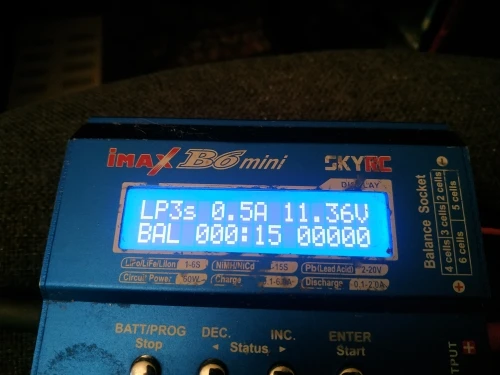 iMAX B6 mini SKYRC
DISPLAY
LP3s 0.5A 11.36V
BAL 000:15 00000
LiPo/LiFe/LiIon 1-6S NiMH/NiCd -15S Pb(Lead Acid) 2-20V
Circuit Power 60W Charge Discharge 0.1-2.0A
BATT/PROG DEC. INC. ENTER
Stop Status Start
Balance Socket
2 cells
3 cells
4 cells
5 cells
6 cells